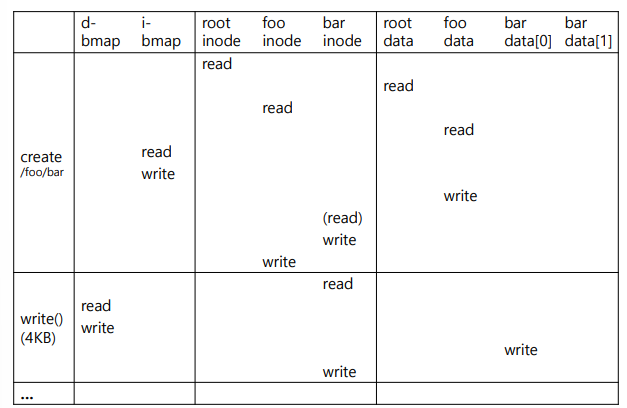 d-bmap i-bmap root inode foo inode bar inode root data foo data bar data[0] bar data[1]
read
read
read
read
create
/foo/bar
read
write
write
(read)
write
write
read
read
write()
(4KB)
write
write
write
...